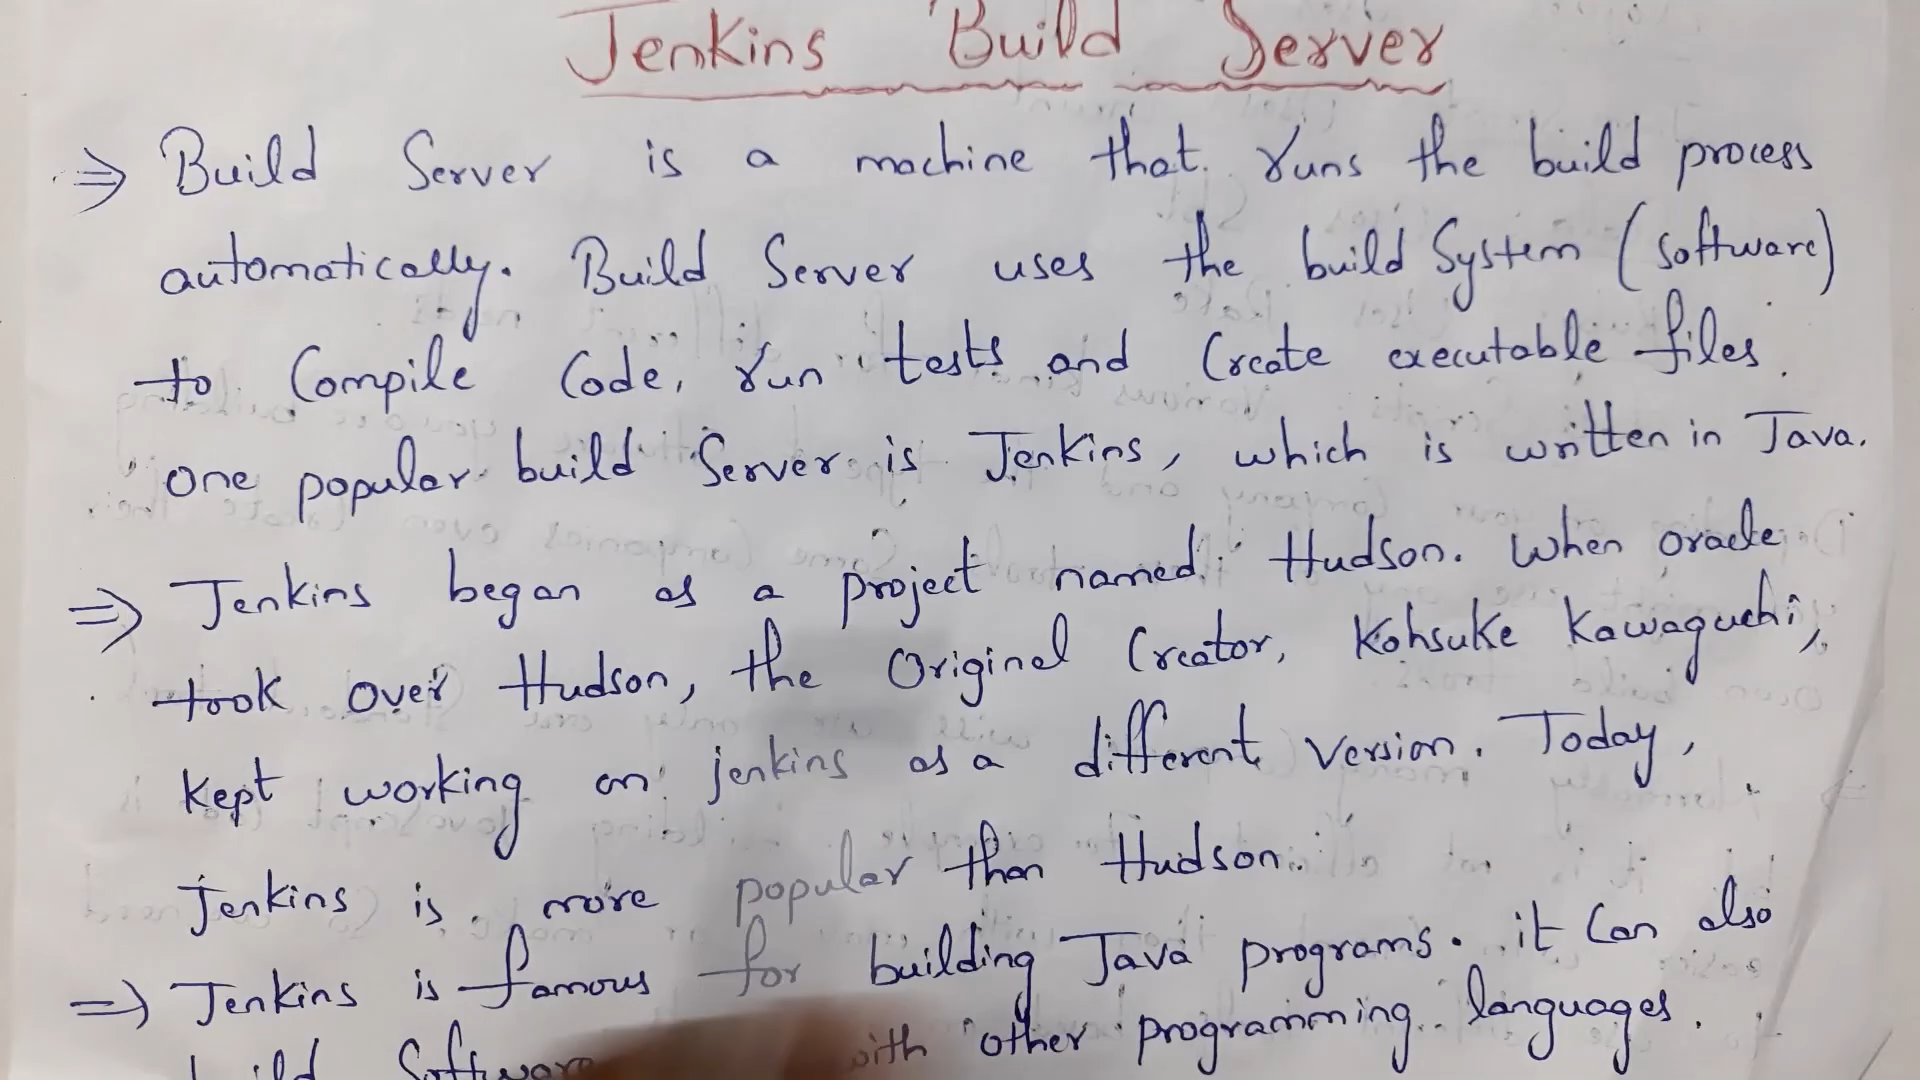 Jenkins Build Server
⇒ Build Server is a machine that runs the build process
automatically. Build Server uses the build System (software)
to Compile Code, run tests and Create executable files.
one popular build Server is Jenkins, which is written in Java.
⇒ Jenkins began as a project named Hudson. When oracle
took over Hudson, the Original Creator, Kohsuke Kawaguchi,
kept working on jenkins as a different version. Today,
Jenkins is more popular than Hudson.
⇒ Jenkins is famous for building Java programs. it Can also
build Software with other programming languages.